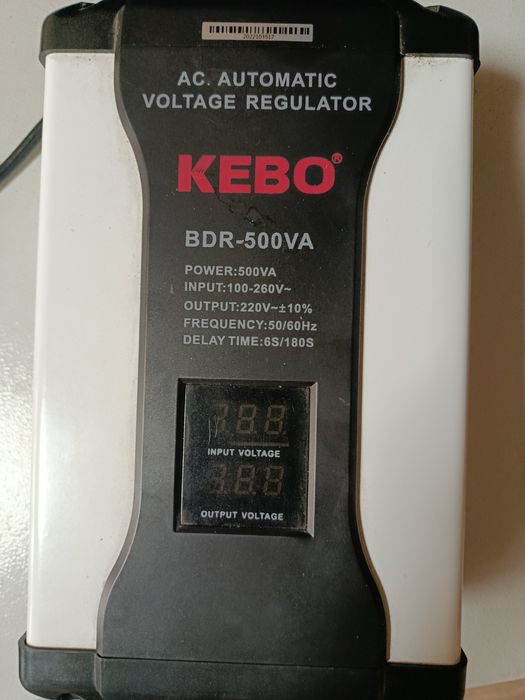 2022103517
AC. AUTOMATIC
VOLTAGE REGULATOR
KEBO®
BDR-500VA
POWER:500VA
INPUT:100-260V~
OUTPUT:220V~±10%
FREQUENCY:50/60Hz
DELAY TIME:6S/180S
INPUT VOLTAGE
OUTPUT VOLTAGE